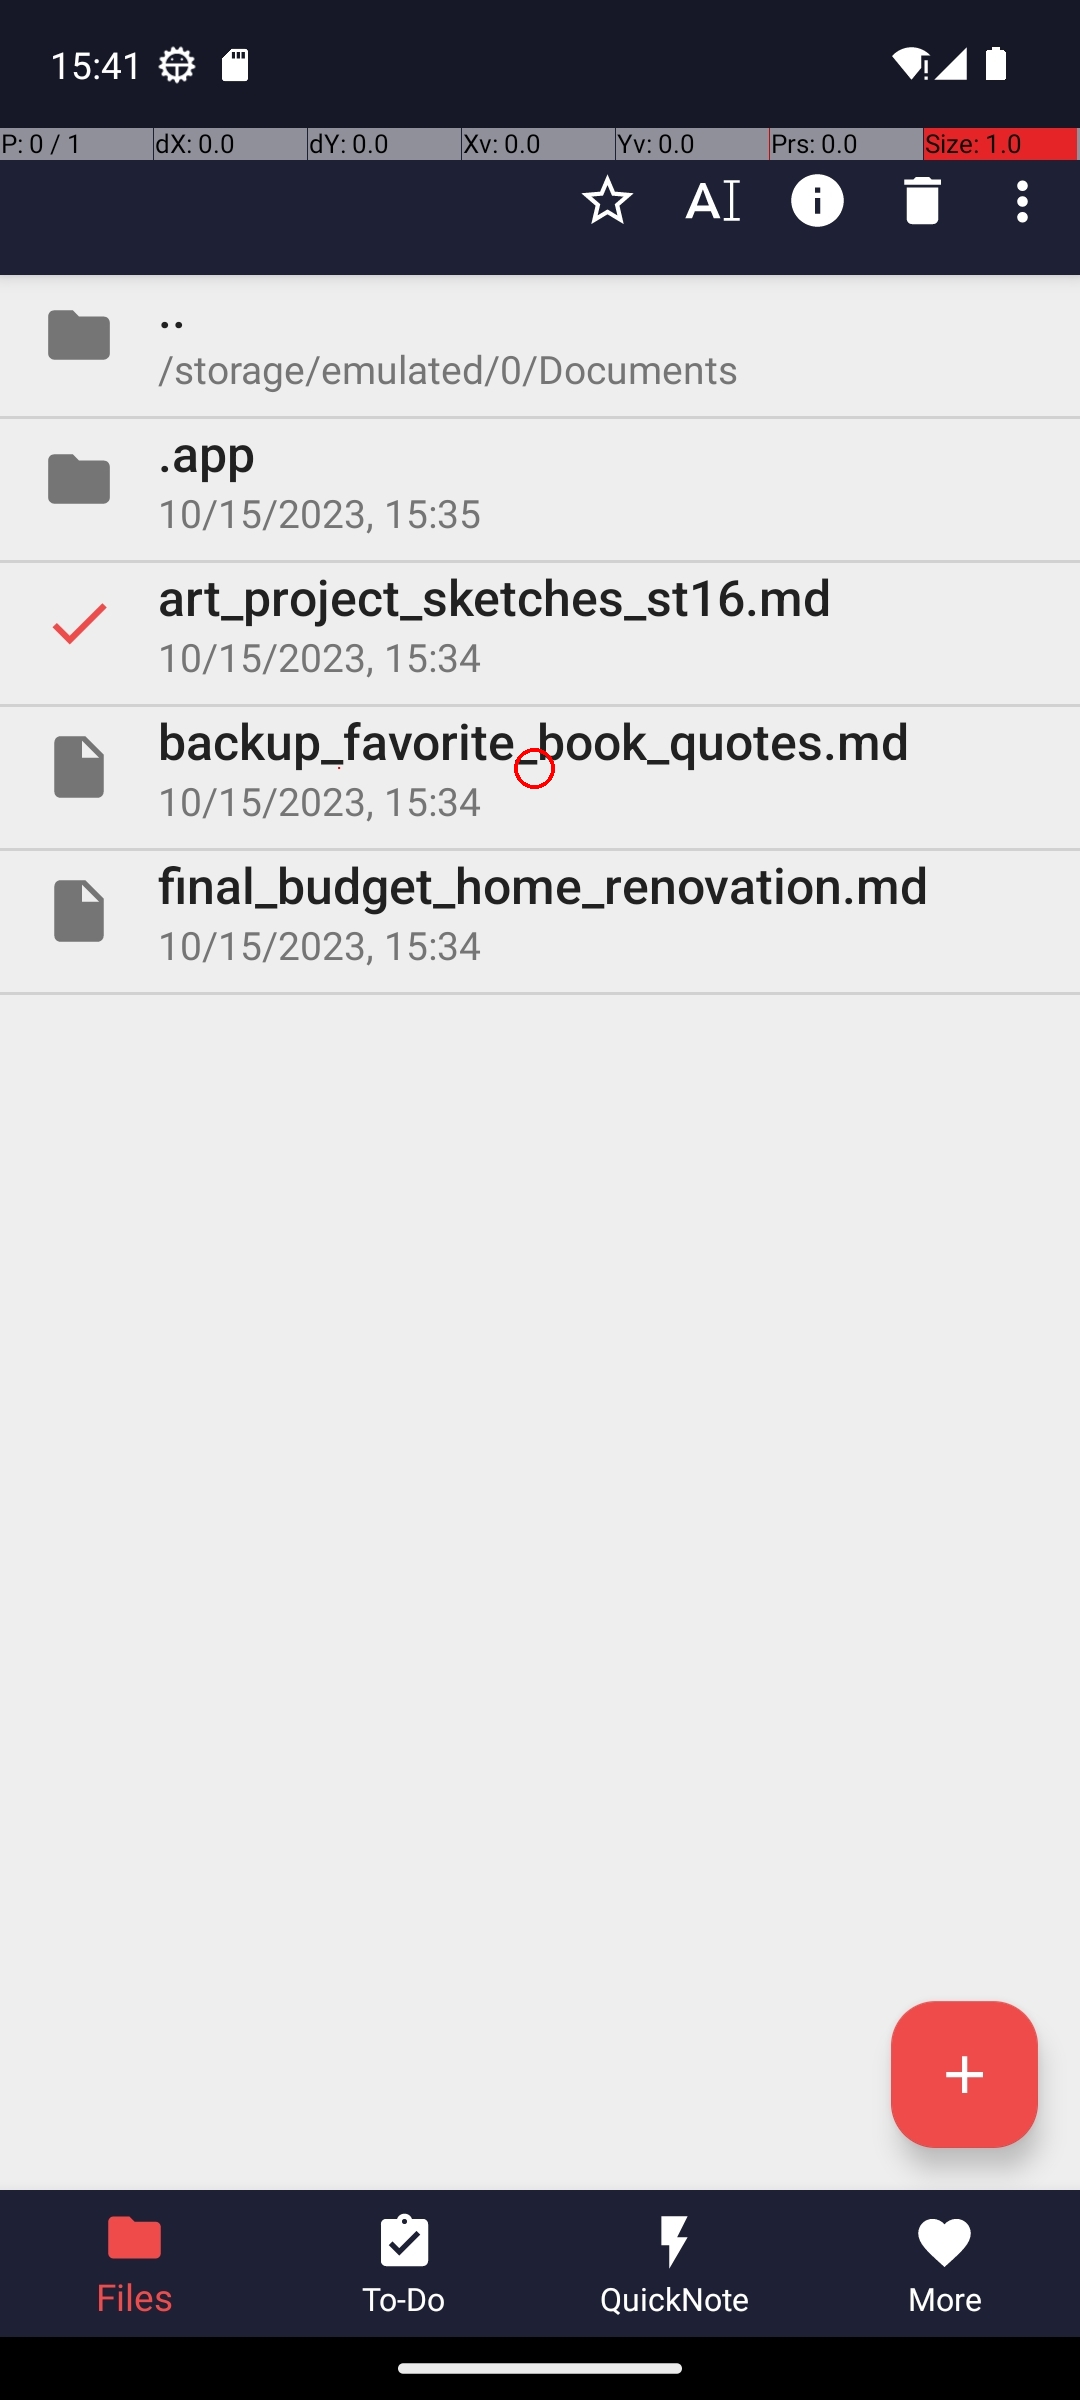 15:41
P: 0 / 1 dX: 0.0 dY: 0.0 Xv: 0.0 Yv: 0.0 Prs: 0.0 Size: 1.0
..
/storage/emulated/0/Documents
.app
10/15/2023, 15:35
art_project_sketches_st16.md
10/15/2023, 15:34
backup_favorite_book_quotes.md
10/15/2023, 15:34
final_budget_home_renovation.md
10/15/2023, 15:34
Files To-Do QuickNote More